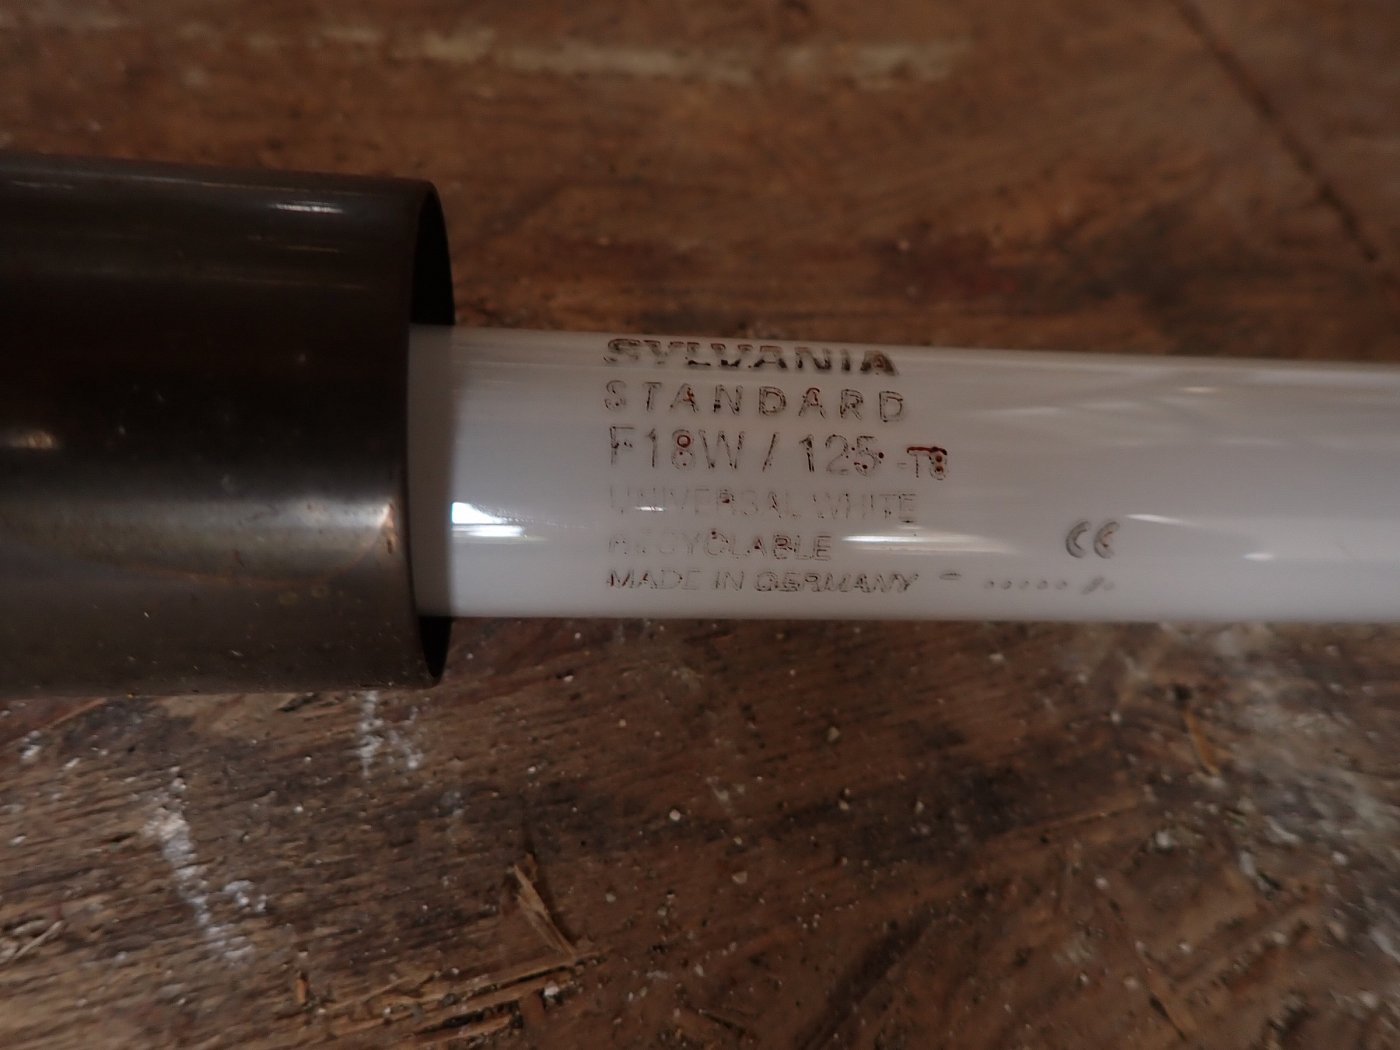 SYLVANIA
STANDARD
F18W / 125 -T8
UNIVERSAL WHITE
RECYCLABLE
MADE IN GERMANY -
CE